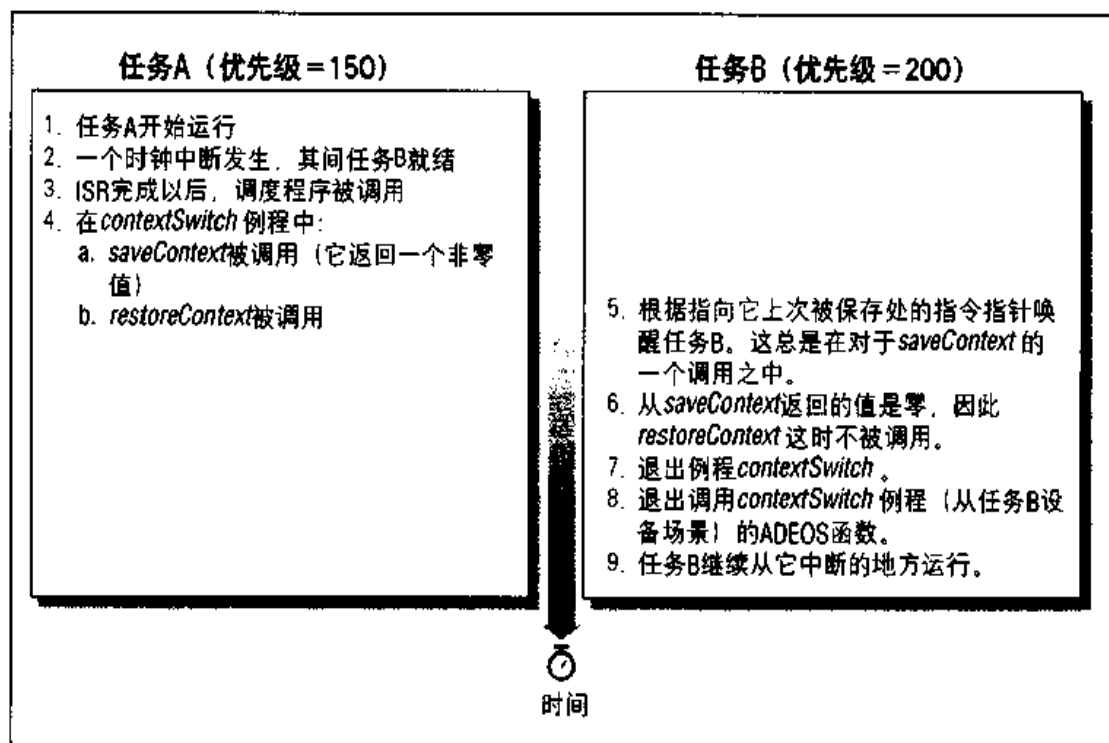 任务A（优先级=150）
1. 任务A开始运行
2. 一个时钟中断发生，其间任务B就绪
3. ISR完成以后，调度程序被调用
4. 在contextSwitch 例程中:
a. saveContext被调用（它返回一个非零
值）
b. restoreContext被调用
任务B（优先级=200）
5. 根据指向它上次被保存处的指令指针唤
醒任务B。这总是在对于saveContext 的
一个调用之中。
6. 从saveContext返回的值是零，因此
restoreContext 这时不被调用。
7. 退出例程contextSwitch 。
8. 退出调用contextSwitch 例程（从任务B设
备场景）的ADEOS函数。
9. 任务B继续从它中断的地方运行。
时间